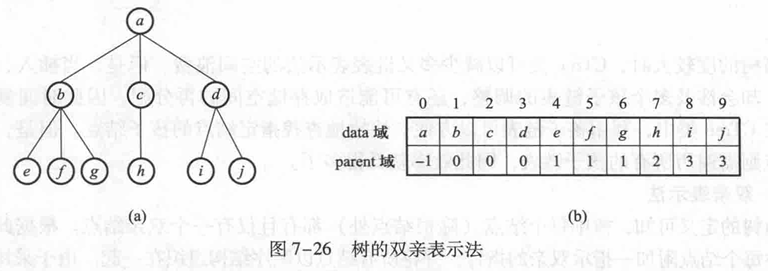 a
b c d
e f g h i j
(a)
0 1 2 3 4 5 6 7 8 9
data 域 a b c d e f g h i j
parent 域 -1 0 0 0 1 1 1 2 3 3
(b)
图 7-26 树的双亲表示法